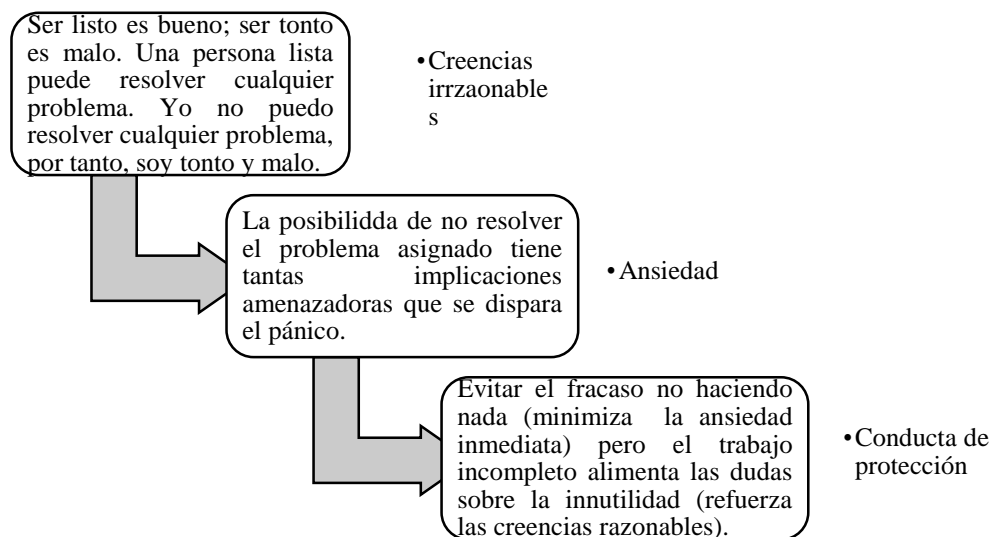 Ser listo es bueno; ser tonto
es malo. Una persona lista
puede resolver cualquier
problema. Yo no puedo
resolver cualquier problema,
por tanto, soy tonto y malo.
•Creencias
irrzaonable
s
La posibilidda de no resolver
el problema asignado tiene
tantas implicaciones
amenazadoras que se dispara
el pánico.
•Ansiedad
Evitar el fracaso no haciendo
nada (minimiza la ansiedad
inmediata) pero el trabajo
incompleto alimenta las dudas
sobre la innutilidad (refuerza
las creencias razonables).
•Conducta de
protección